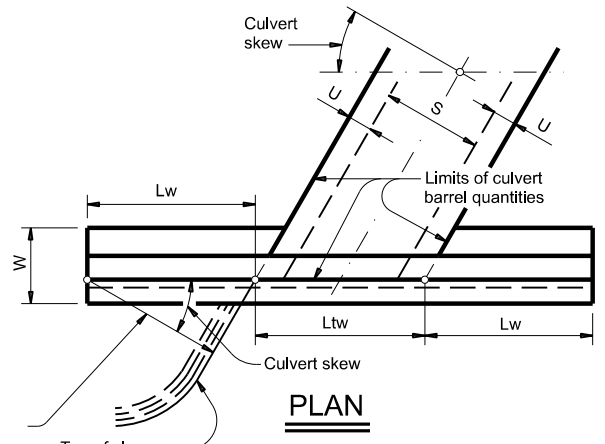 Culvert
skew
U
S
U
Lw
Limits of culvert
barrel quantities
W
Ltw
Lw
Culvert skew
PLAN